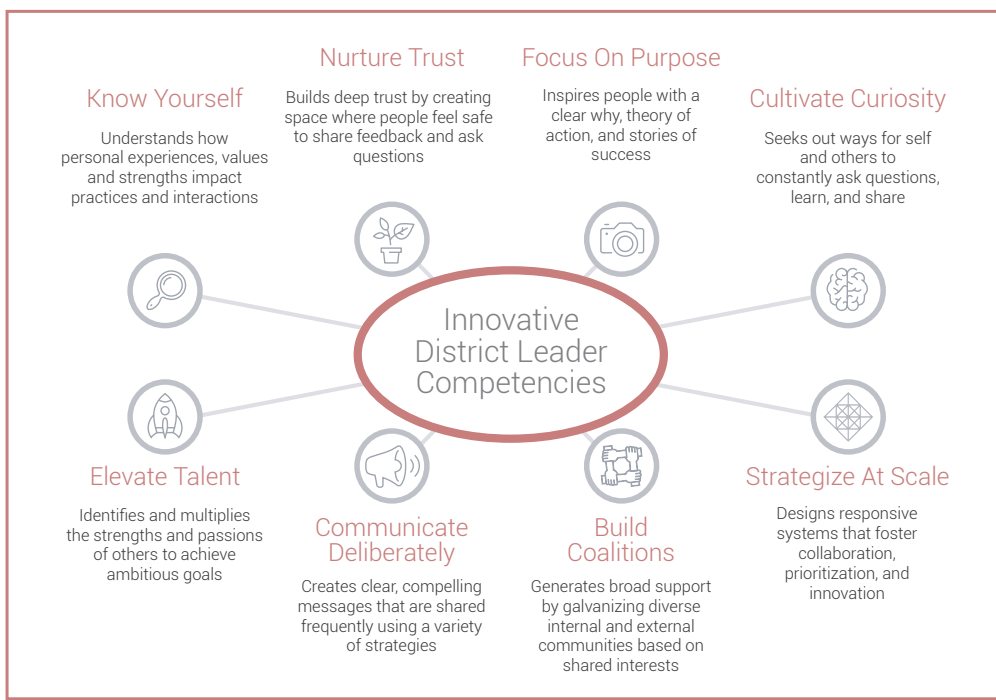 Know Yourself
Understands how
personal experiences, values
and strengths impact
practices and interactions
Nurture Trust
Builds deep trust by creating
space where people feel safe
to share feedback and ask
questions
Focus On Purpose
Inspires people with a
clear why, theory of
action, and stories of
success
Cultivate Curiosity
Seeks out ways for self
and others to
constantly ask questions,
learn, and share
Innovative
District Leader
Competencies
Elevate Talent
Identifies and multiplies
the strengths and passions
of others to achieve
ambitious goals
Communicate
Deliberately
Creates clear, compelling
messages that are shared
frequently using a variety
of strategies
Build
Coalitions
Generates broad support
by galvanizing diverse
internal and external
communities based on
shared interests
Strategize At Scale
Designs responsive
systems that foster
collaboration,
prioritization, and
innovation